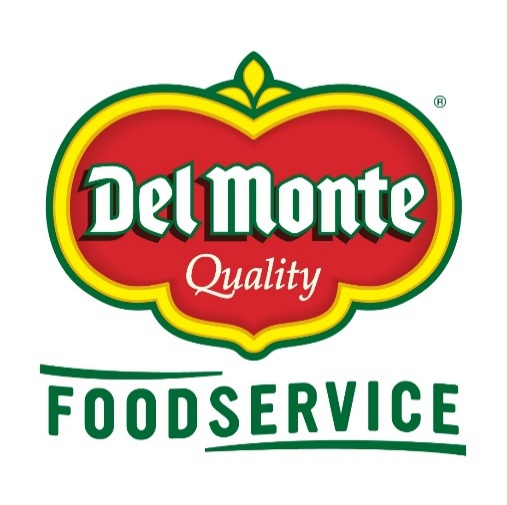 ®
Del Monte
Quality
FOODSERVICE